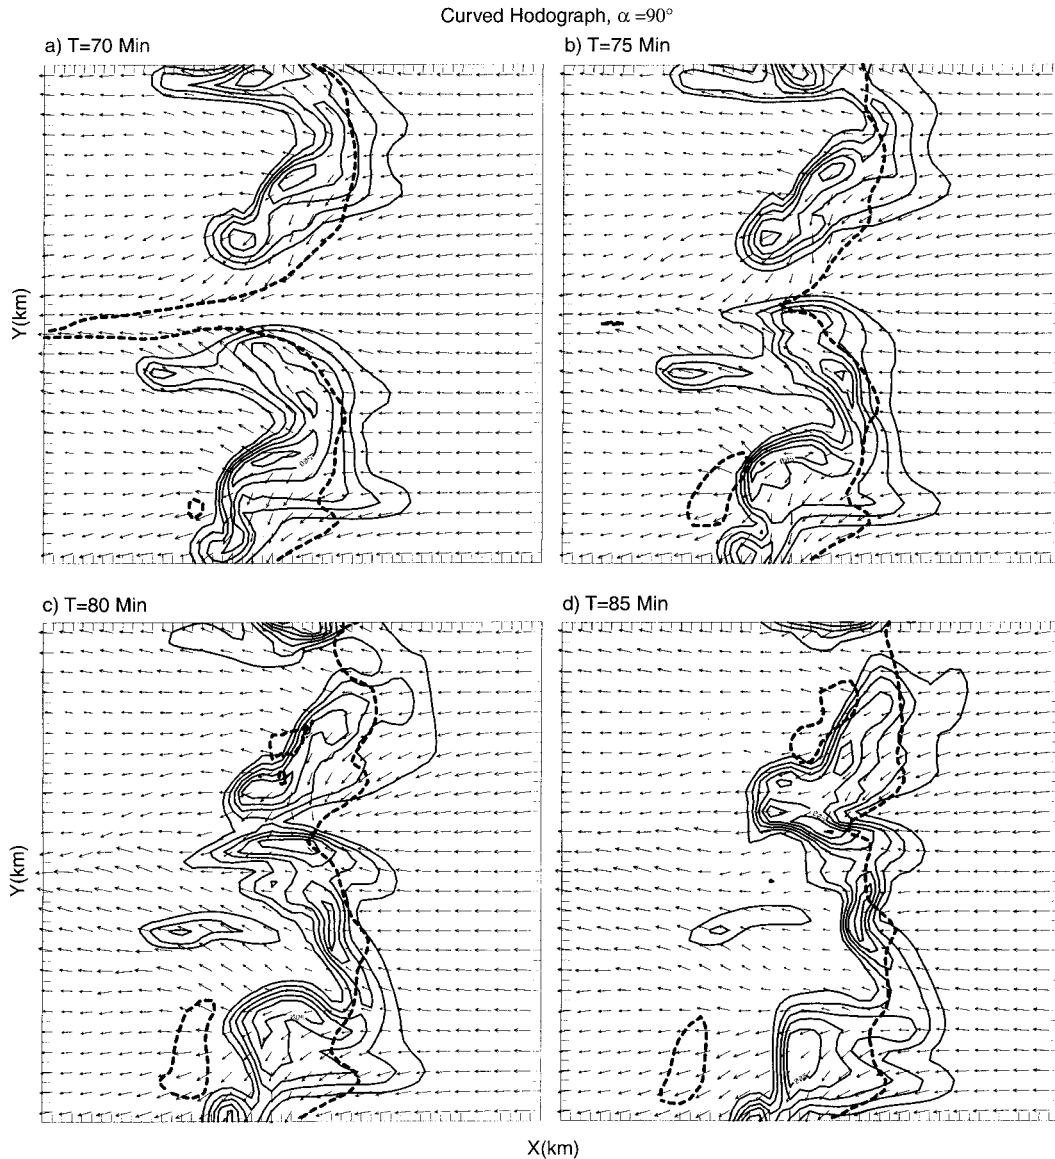 Curved Hodograph, α =90°
a) T=70 Min
b) T=75 Min
Y(km)
c) T=80 Min
d) T=85 Min
Y(km)
X(km)